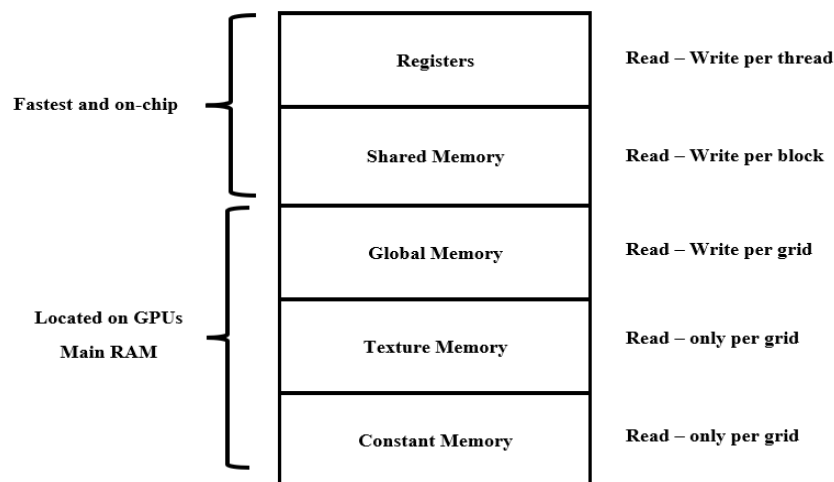 Registers
Read – Write per thread
Fastest and on-chip
Shared Memory
Read – Write per block
Global Memory
Read – Write per grid
Located on GPUs
Main RAM
Texture Memory
Read – only per grid
Constant Memory
Read – only per grid